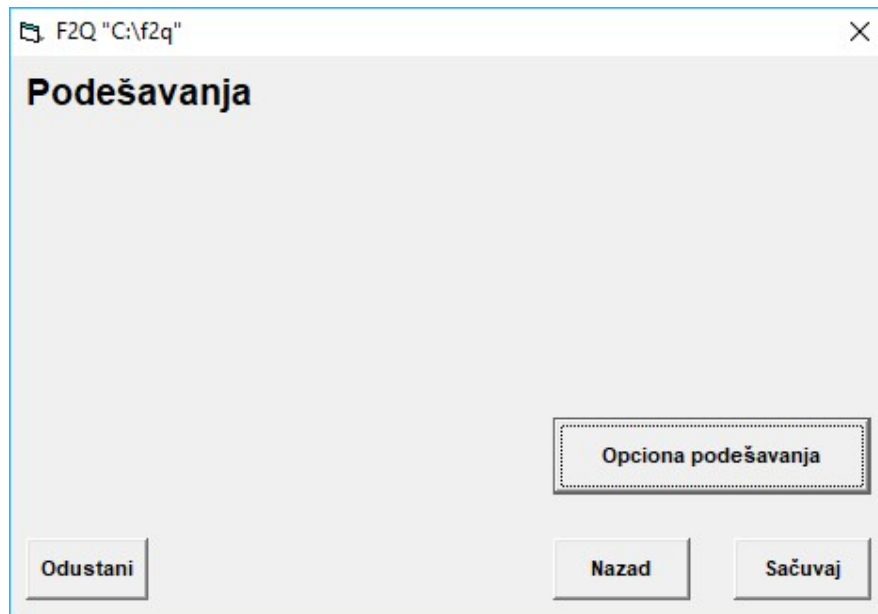 F2Q "C:\f2q"
Podešavanja
Opciona podešavanja
Odustani
Nazad
Sačuvaj